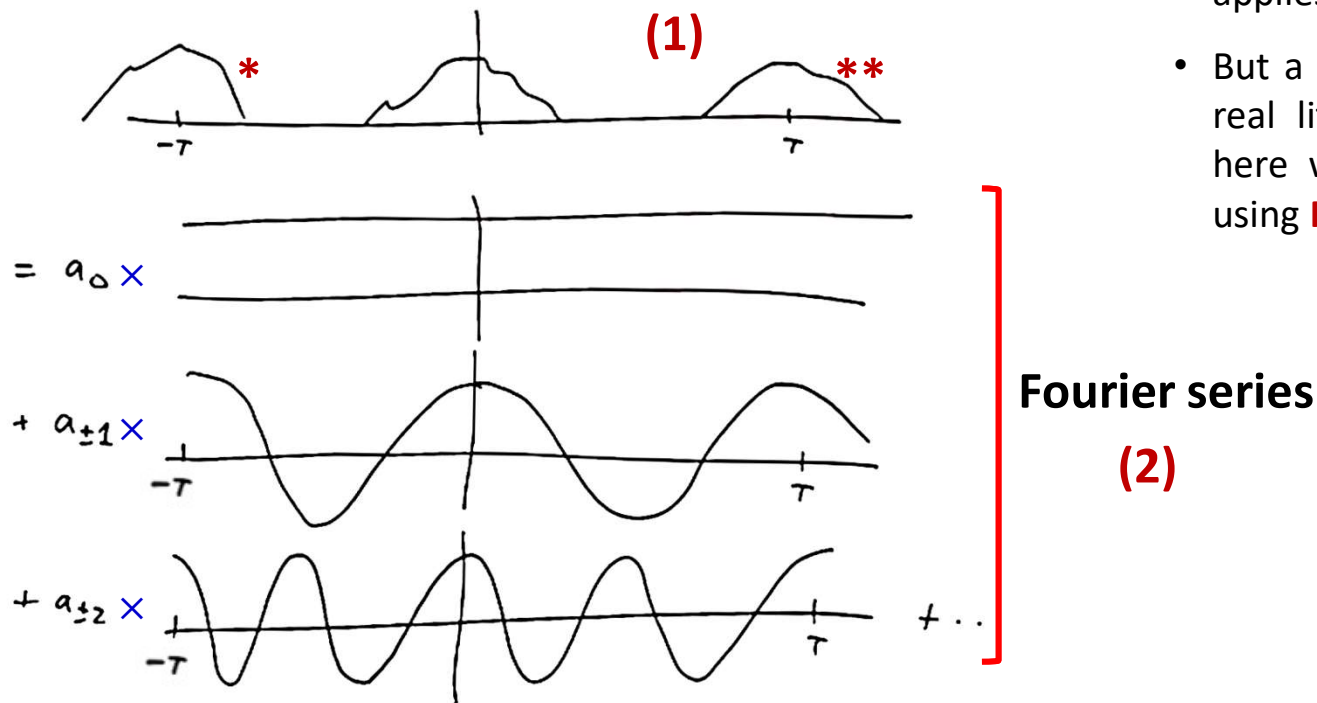 applies
(1)
*
**
• But a
-T
T
real li
here w
using
= a₀ ×
+ a±1 ×
-T
T
Fourier series
(2)
+ a±2 ×
-T
T
+ ..